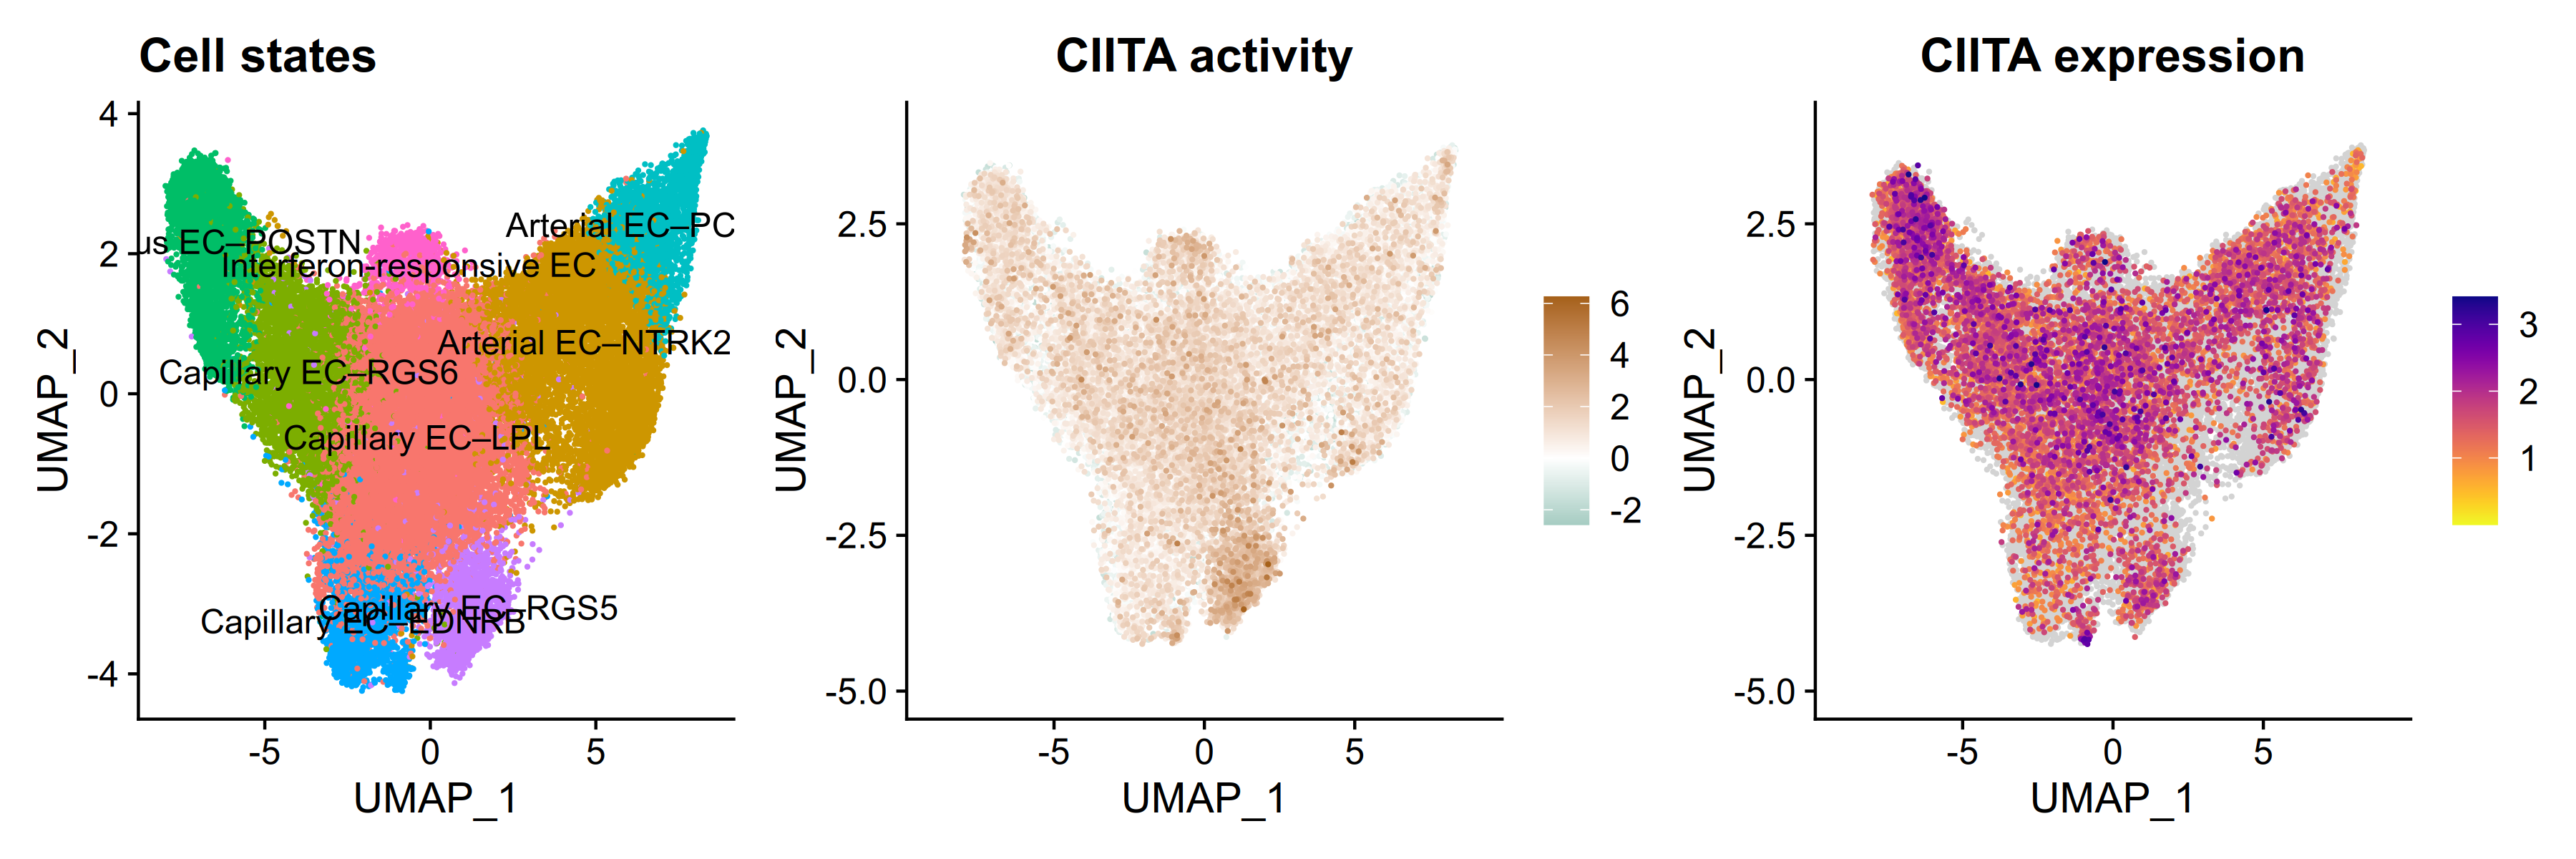 Cell states
4
2
0
-2
-4
-5
0
5
UMAP_1
UMAP_2
us EC–POSTN
Arterial EC–PC
Interferon-responsive EC
Arterial EC–NTRK2
Capillary EC–RGS6
Capillary EC–LPL
Capillary EC–RGS5
Capillary EC–EDNRB
CIITA activity
2.5
0.0
-2.5
-5.0
-5
0
5
UMAP_1
UMAP_2
6
4
2
0
-2
CIITA expression
2.5
0.0
-2.5
-5.0
-5
0
5
UMAP_1
UMAP_2
3
2
1